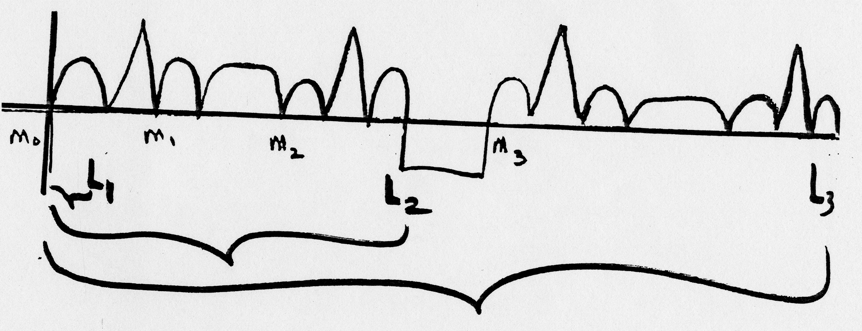 m₀ m₁ m₂ m₃
L₁ L₂ L₃